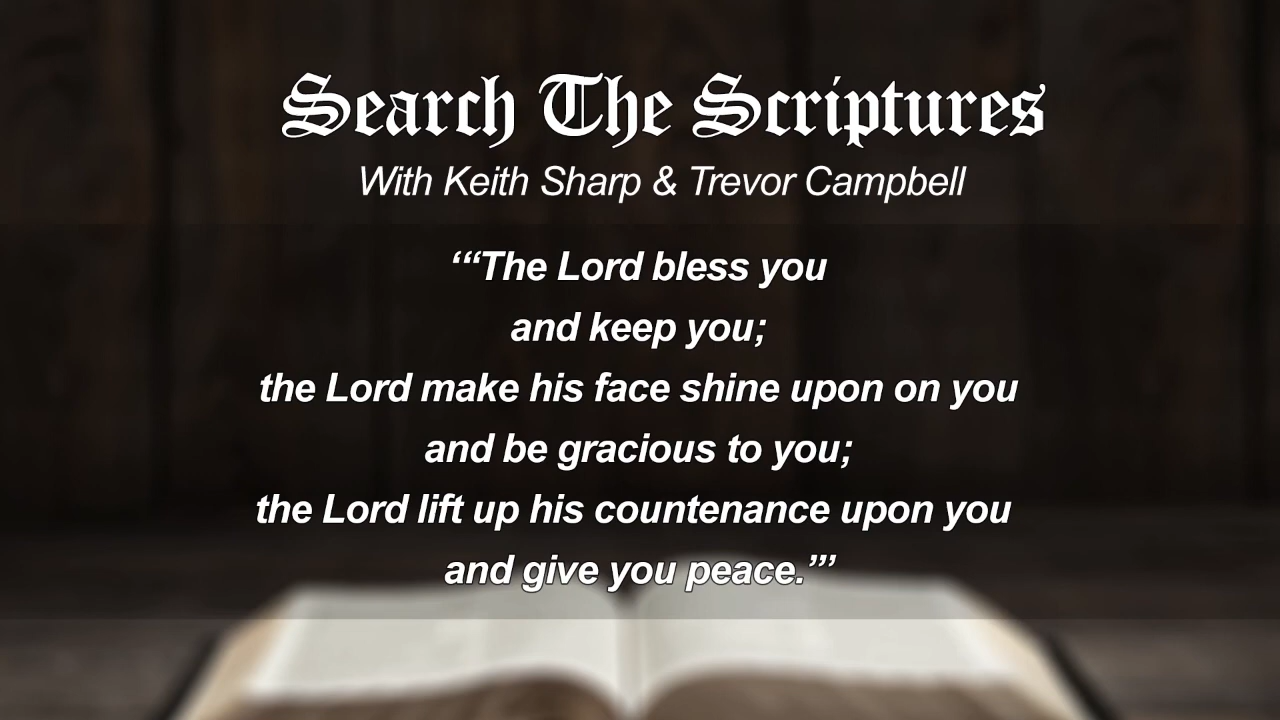 Search The Scriptures
With Keith Sharp & Trevor Campbell
“‘“The Lord bless you
and keep you;
the Lord make his face shine upon on you
and be gracious to you;
the Lord lift up his countenance upon you
and give you peace.”’”